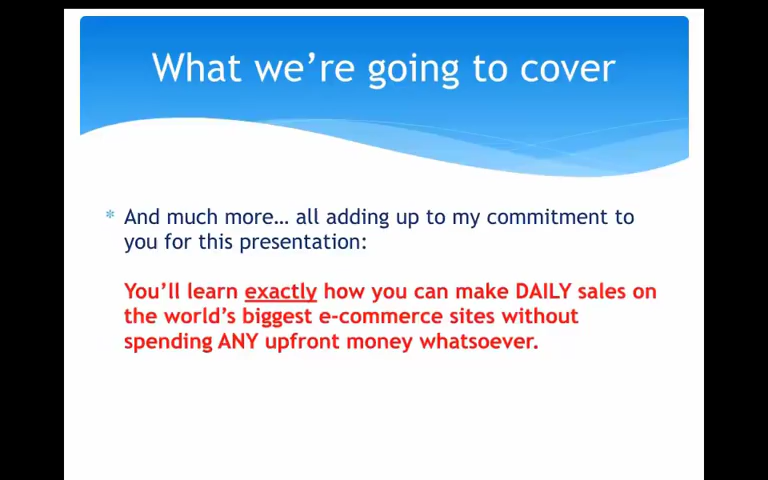 What we're going to cover
* And much more… all adding up to my commitment to
you for this presentation:
You'll learn exactly how you can make DAILY sales on
the world's biggest e-commerce sites without
spending ANY upfront money whatsoever.